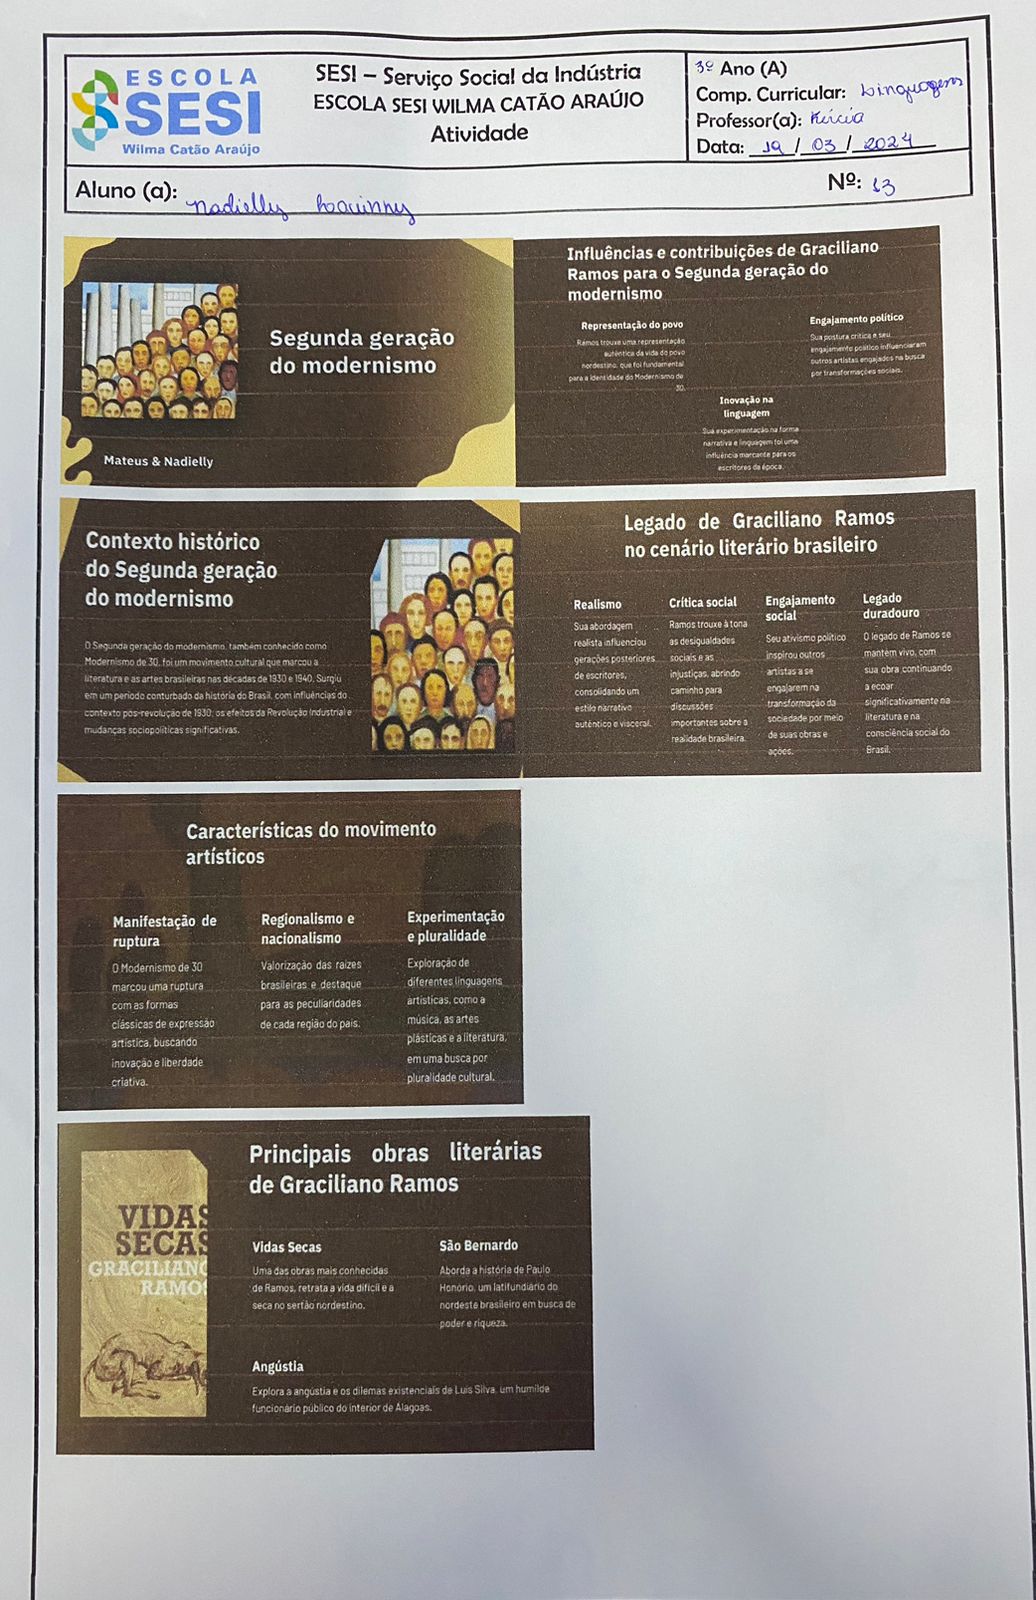 ESCOLA
SESI
Wilma Catão Araújo
SESI – Serviço Social da Indústria
ESCOLA SESI WILMA CATÃO ARAÚJO
Atividade
3º Ano (A)
Comp. Curricular: Linguagens
Professor(a):
Data: 19 / 03 / 2024
Aluno (a): Nadielly
Nº: 13
Segunda geração
do modernismo
Mateus & Nadielly
Influências e contribuições de Graciliano
Ramos para o Segunda geração do
modernismo
Representação do povo
Ramos trouxe uma representação
autêntica da vida do povo
nordestino, que foi fundamental
para a identidade do Modernismo de
30.
Engajamento político
Sua postura crítica e seu
engajamento político influenciaram
outros artistas engajados na busca
por transformações sociais.
Inovação na
linguagem
Sua experimentação na forma
narrativa e linguagem foi uma
influência marcante para os
escritores da época.
Contexto histórico
do Segunda geração
do modernismo
O Segunda geração do modernismo, também conhecido como
Modernismo de 30, foi um movimento cultural que marcou a
literatura e as artes brasileiras nas décadas de 1930 e 1940. Surgiu
em um período conturbado da história do Brasil, com influências do
contexto pós-revolução de 1930; os efeitos da Revolução Industrial e
mudanças sociopolíticas significativas.
Legado de Graciliano Ramos
no cenário literário brasileiro
Realismo
Sua abordagem
realista influenciou
gerações posteriores
de escritores,
consolidando um
estilo narrativo
autêntico e visceral.
Crítica social
Ramos trouxe à tona
as desigualdades
sociais e as
injustiças, abrindo
caminho para
discussões
importantes sobre a
realidade brasileira.
Engajamento
social
Seu ativismo político
inspirou outros
artistas a se
engajarem na
transformação da
sociedade por meio
de suas obras e
ações.
Legado
duradouro
O legado de Ramos se
mantém vivo, com
sua obra continuando
a ecoar
significativamente na
literatura e na
consciência social do
Brasil.
Características do movimento
artísticos
Manifestação de
ruptura
O Modernismo de 30
marcou uma ruptura
com as formas
clássicas de expressão
artística, buscando
inovação e liberdade
criativa.
Regionalismo e
nacionalismo
Valorização das raízes
brasileiras e destaque
para as peculiaridades
de cada região do país.
Experimentação
e pluralidade
Exploração de
diferentes linguagens
artísticas, como a
música, as artes
plásticas e a literatura,
em uma busca por
pluralidade cultural.
VIDAS
SECAS
GRACILIANO
RAMOS
Principais obras literárias
de Graciliano Ramos
Vidas Secas
Uma das obras mais conhecidas
de Ramos, retrata a vida difícil e a
seca no sertão nordestino.
São Bernardo
Aborda a história de Paulo
Honório, um latifundiário do
nordeste brasileiro em busca de
poder e riqueza.
Angústia
Explora a angústia e os dilemas existenciais de Luís Silva, um humilde
funcionário público do interior de Alagoas.